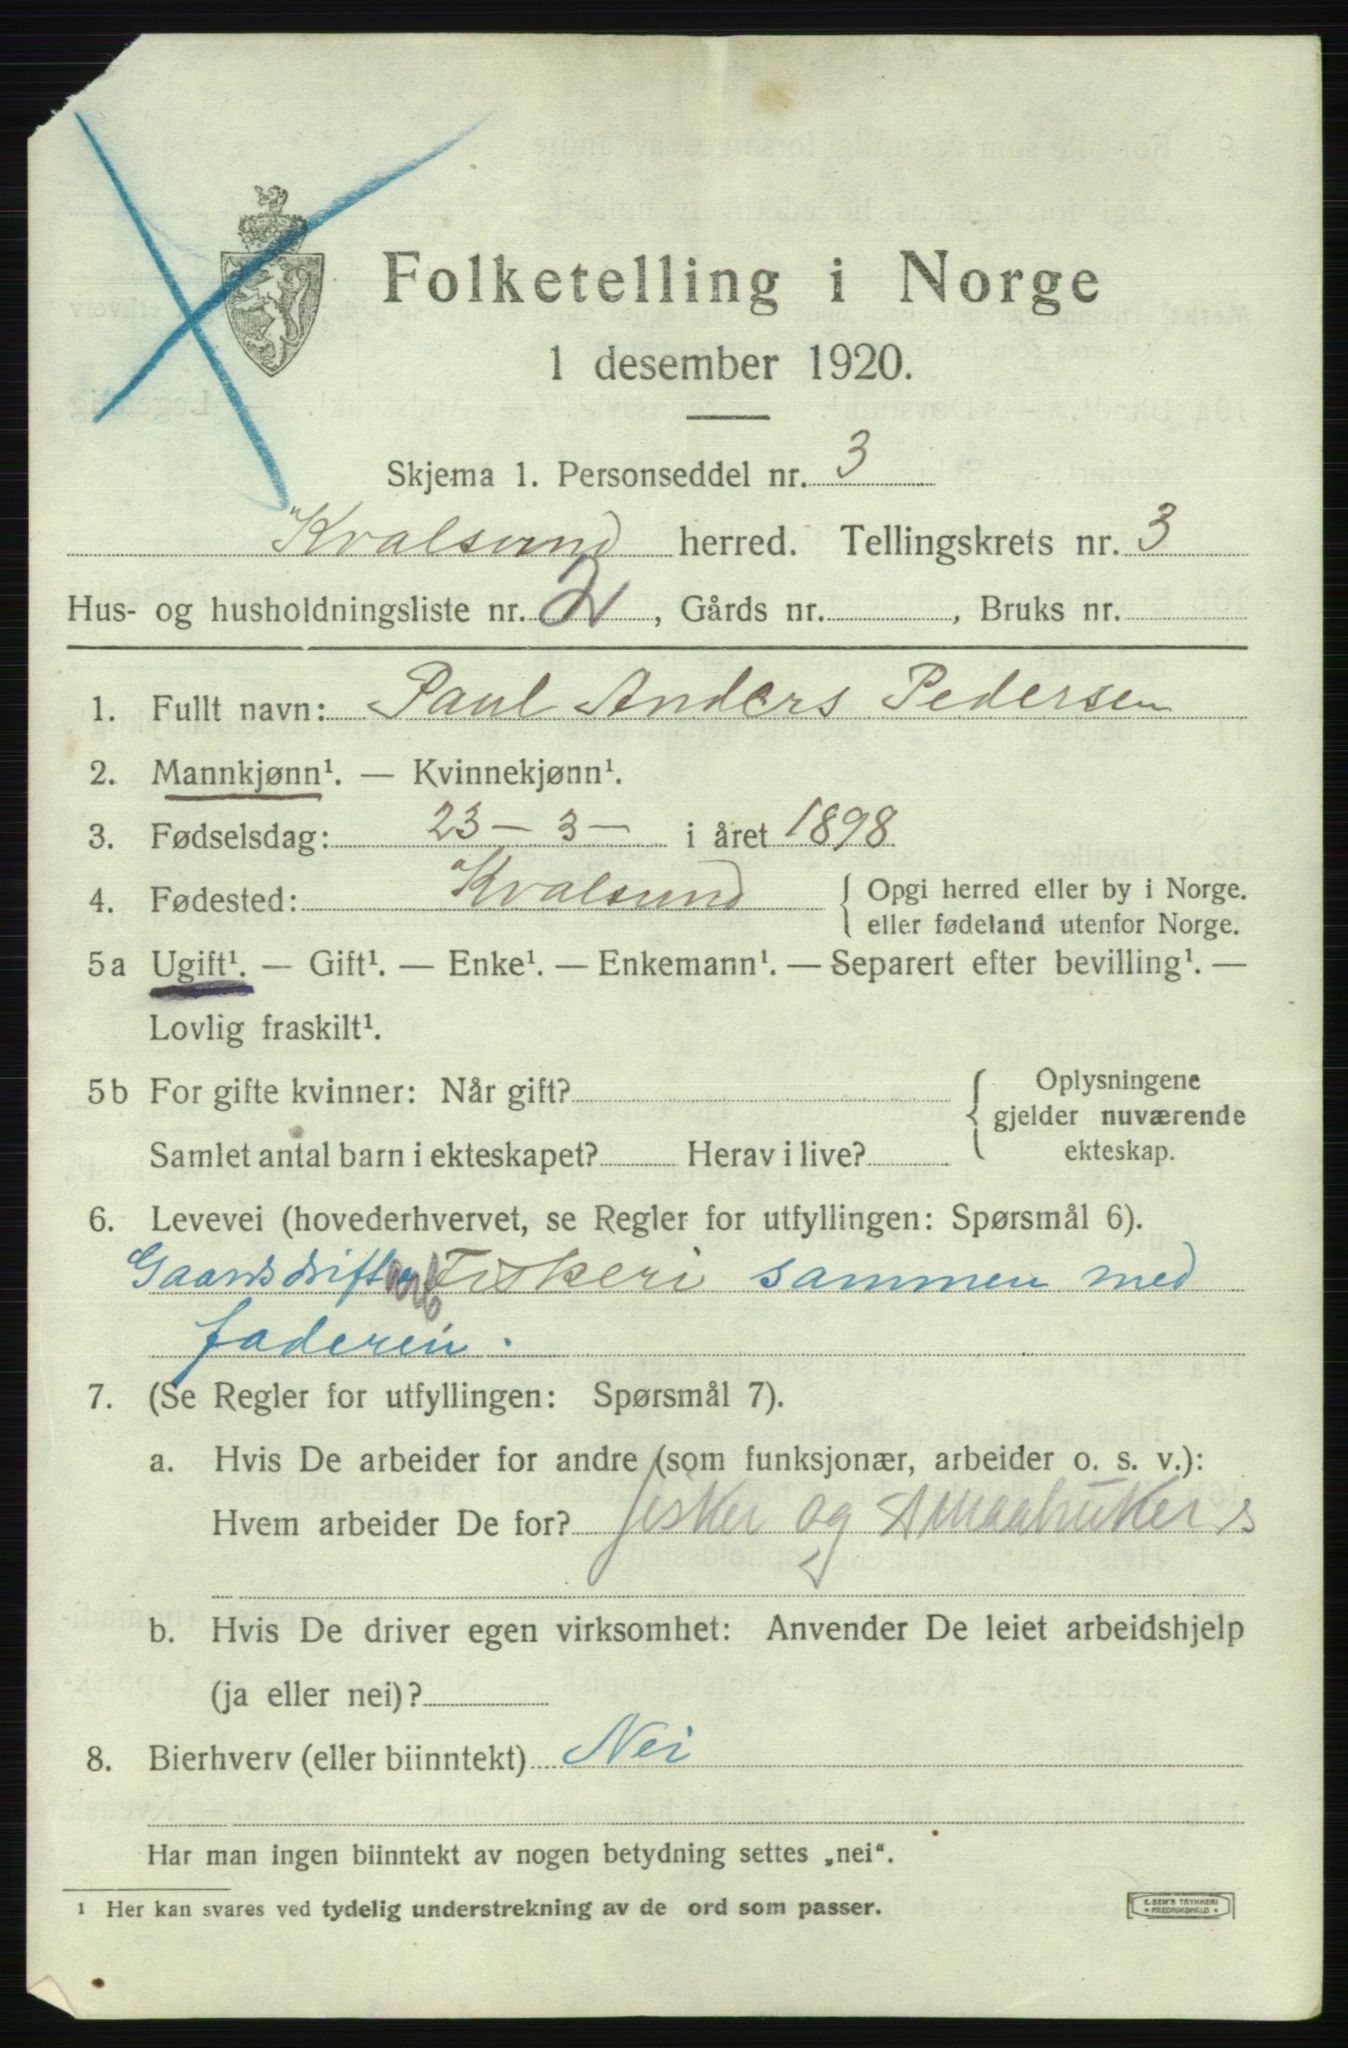 Folketelling i Norge
1 desember 1920.
Skjema 1. Personseddel nr. 3
Kvalsund herred. Tellingskrets nr. 3
Hus- og husholdningsliste nr. 2, Gårds nr. , Bruks nr.
1. Fullt navn: Paul Anders Pedersen
2. Mannkjønn¹. — Kvinnekjønn¹.
3. Fødselsdag: 23 — 3 — i året 1898
4. Fødested: Kvalsund { Opgi herred eller by i Norge.
eller fødeland utenfor Norge.
5 a Ugift¹. — Gift¹. — Enke¹. — Enkemann¹. — Separert efter bevilling¹. —
Lovlig fraskilt¹.
5 b For gifte kvinner: Når gift?
Samlet antal barn i ekteskapet? Herav i live?
Oplysningene
gjelder nuværende
ekteskap.
6. Levevei (hovederhvervet, se Regler for utfyllingen: Spørsmål 6).
Gaardsdrift Fiskeri sammen med
faderen.
7. (Se Regler for utfyllingen: Spørsmål 7).
a. Hvis De arbeider for andre (som funksjonær, arbeider o. s. v.):
Hvem arbeider De for? fisker og smaabruker s
b. Hvis De driver egen virksomhet: Anvender De leiet arbeidshjelp
(ja eller nei)?
8. Bierhverv (eller biinntekt) Nei
Har man ingen biinntekt av nogen betydning settes „nei“.
¹ Her kan svares ved tydelig understrekning av de ord som passer.
E. SEM'S TRYKKERI
FREDRIKSHALD